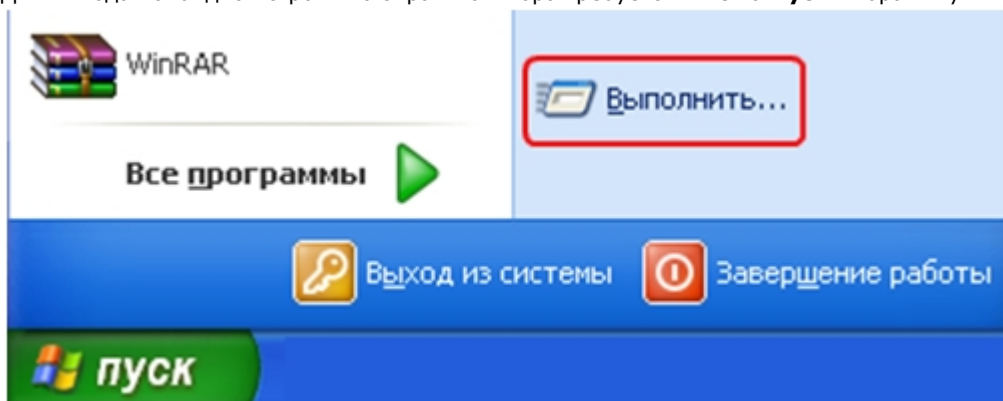 WinRAR
Выполнить...
Все программы
Выход из системы
Завершение работы
пуск